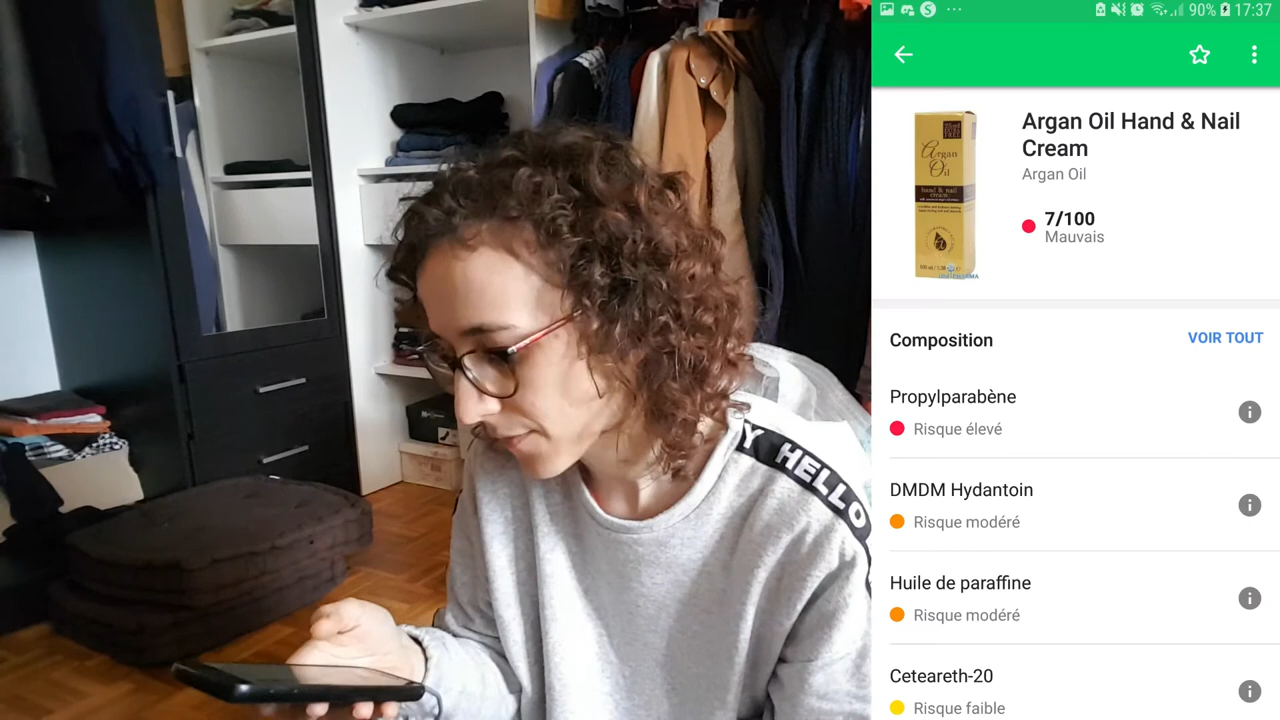 Y HELLO
90%
17:37
Argan
Oil
hand & nail
cream
Argan Oil Hand & Nail
Cream
Argan Oil
7/100
Mauvais
Composition
VOIR TOUT
Propylparabène
Risque élevé
DMDM Hydantoin
Risque modéré
Huile de paraffine
Risque modéré
Ceteareth-20
Risque faible